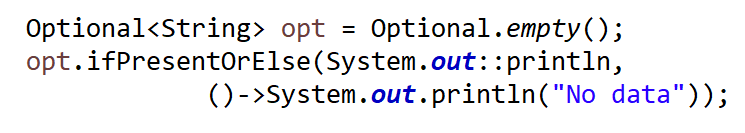 Optional<String> opt = Optional.empty();
opt.ifPresentOrElse(System.out::println,
()->System.out.println("No data"));